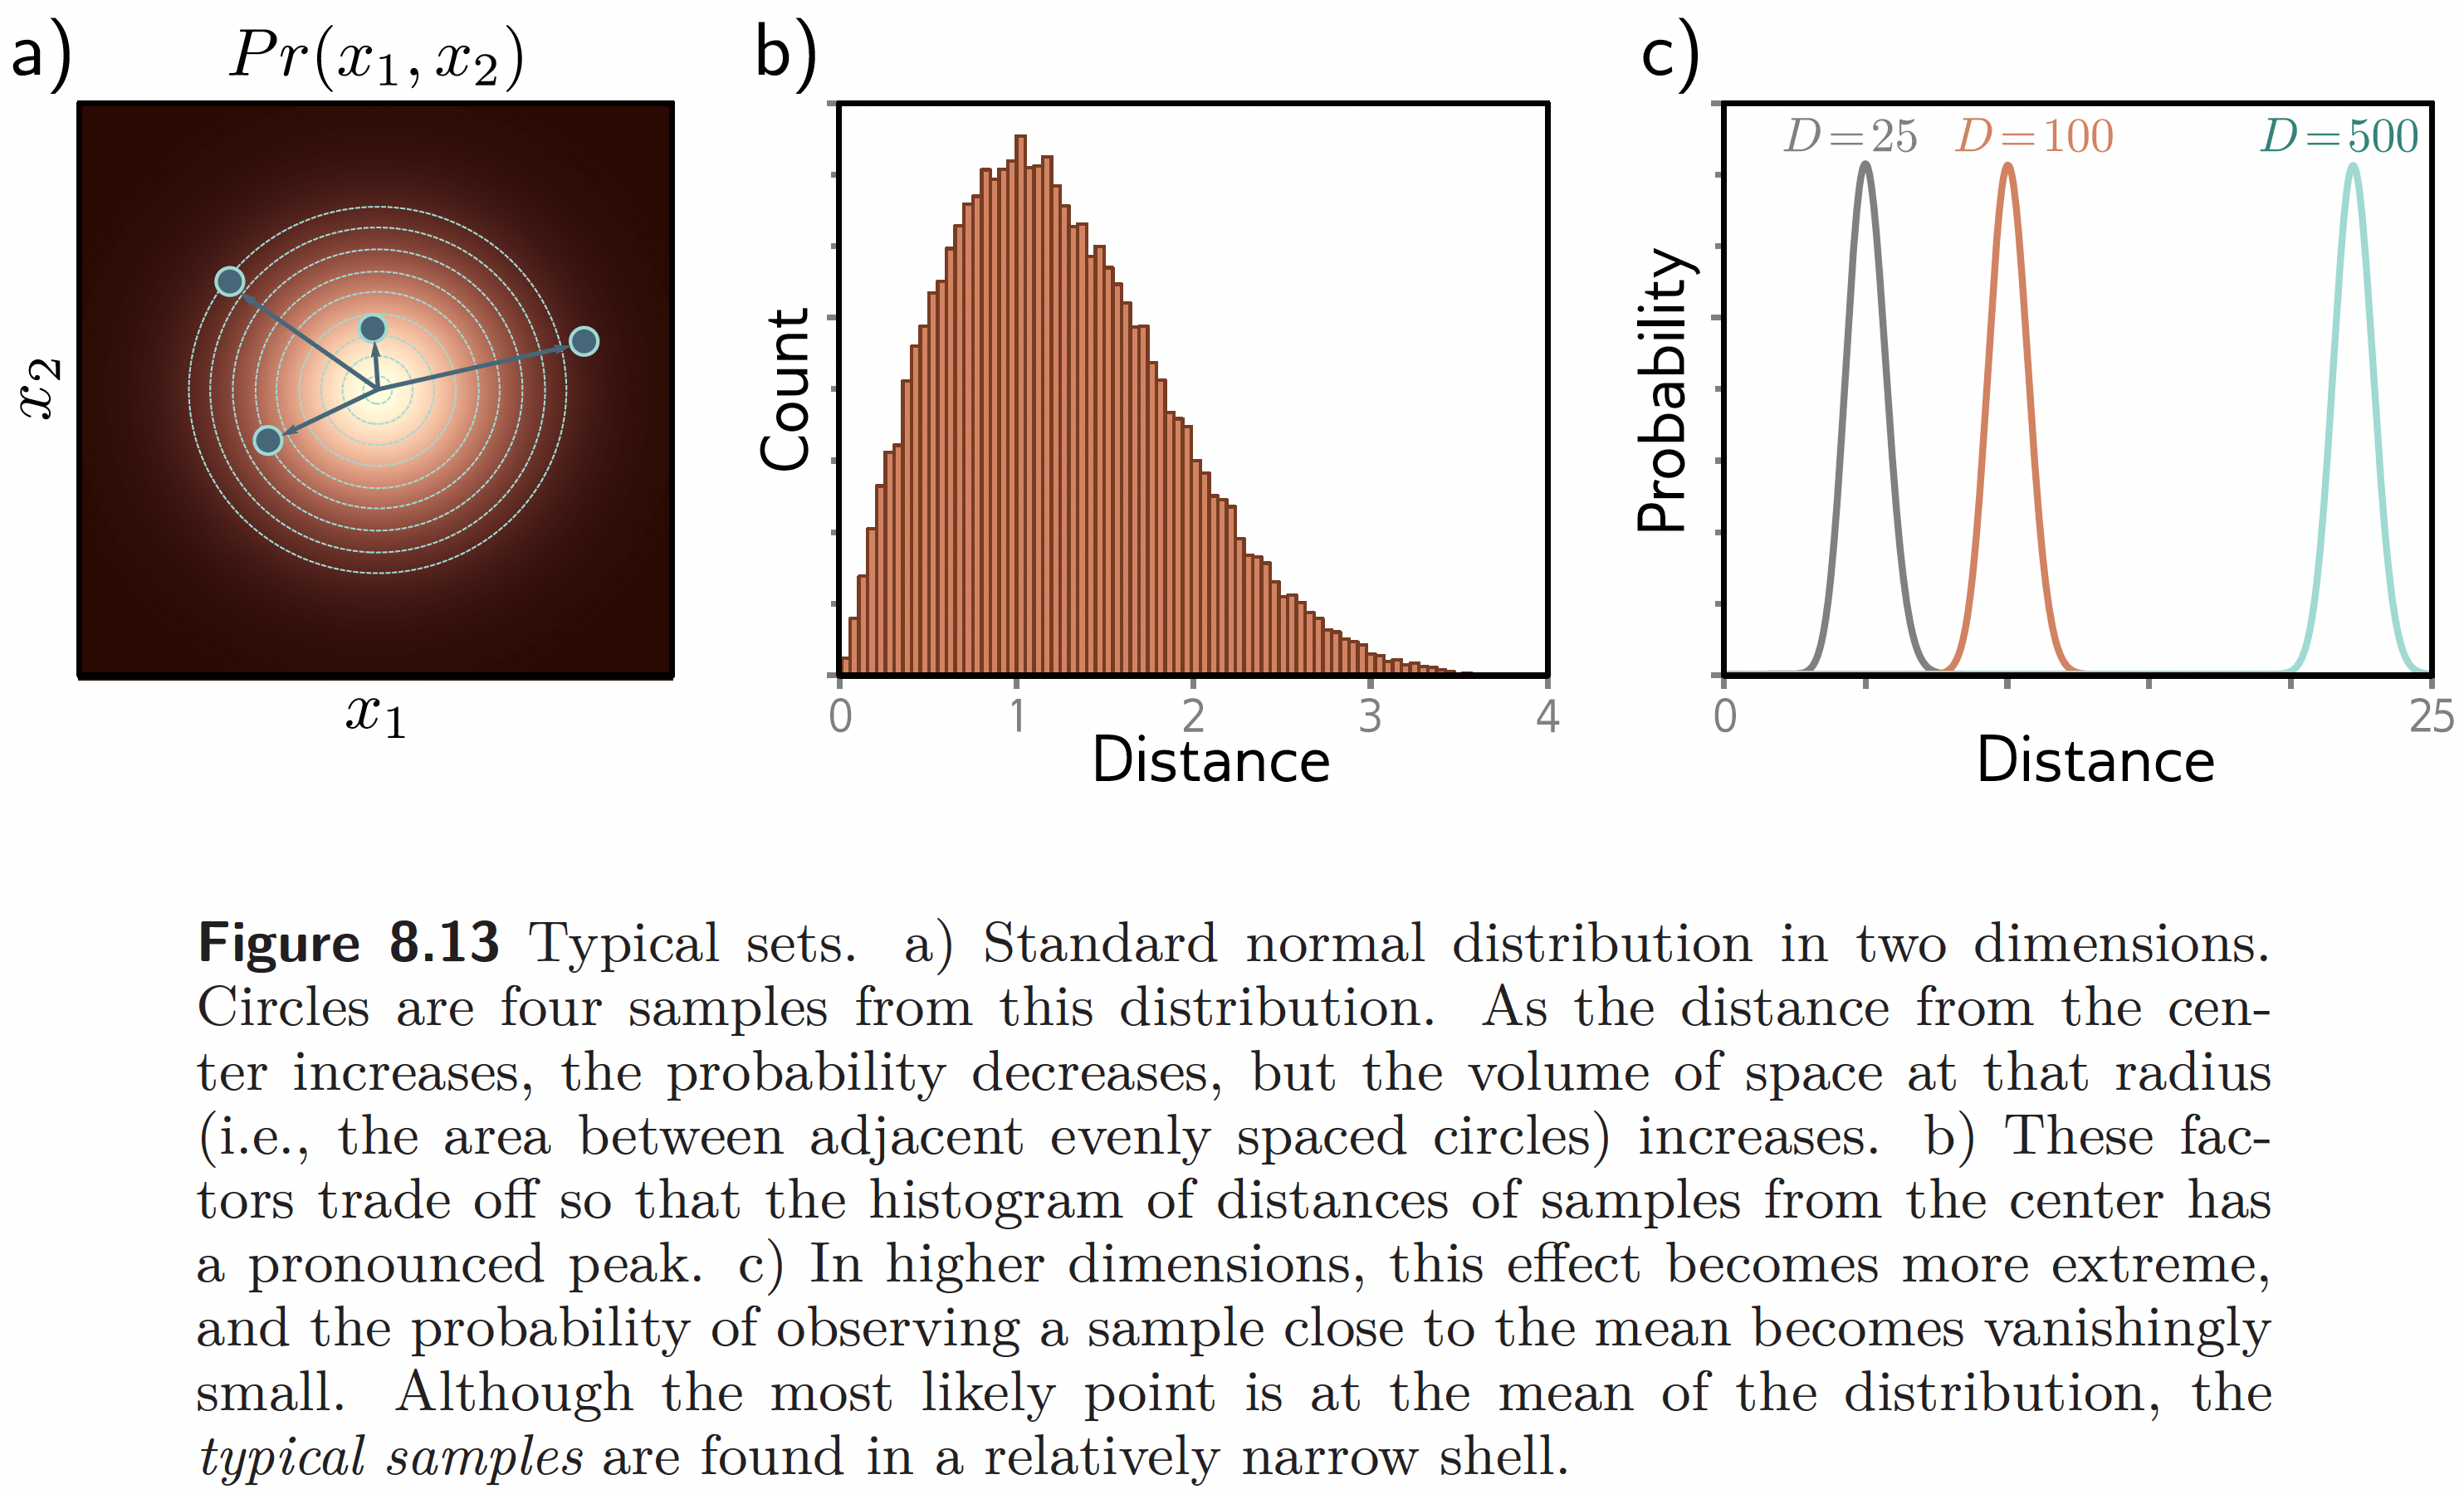 a)
Pr(x₁, x₂)
x₂
x₁
b)
Count
0 1 2 3 4
Distance
c)
D=25 D=100 D=500
Probability
0 25
Distance
Figure 8.13 Typical sets. a) Standard normal distribution in two dimensions.
Circles are four samples from this distribution. As the distance from the cen-
ter increases, the probability decreases, but the volume of space at that radius
(i.e., the area between adjacent evenly spaced circles) increases. b) These fac-
tors trade off so that the histogram of distances of samples from the center has
a pronounced peak. c) In higher dimensions, this effect becomes more extreme,
and the probability of observing a sample close to the mean becomes vanishingly
small. Although the most likely point is at the mean of the distribution, the
typical samples are found in a relatively narrow shell.